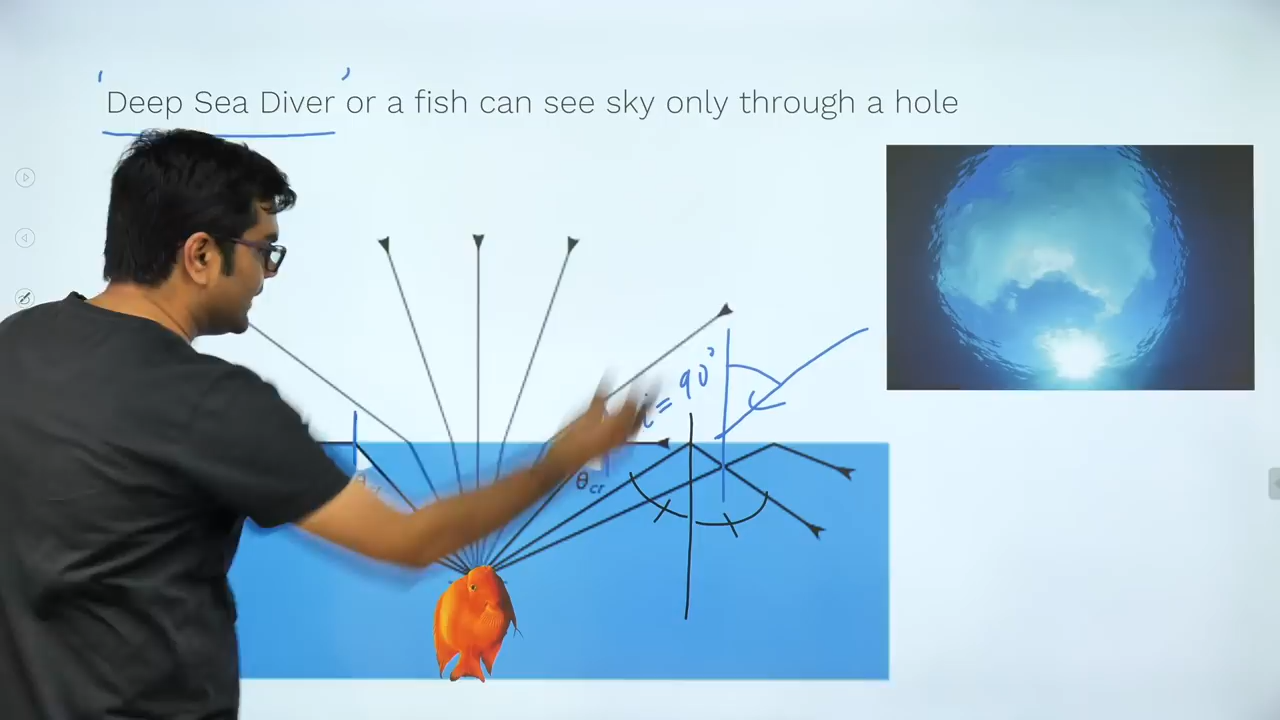 'Deep Sea Diver' or a fish can see sky only through a hole
i = 90°
θcr